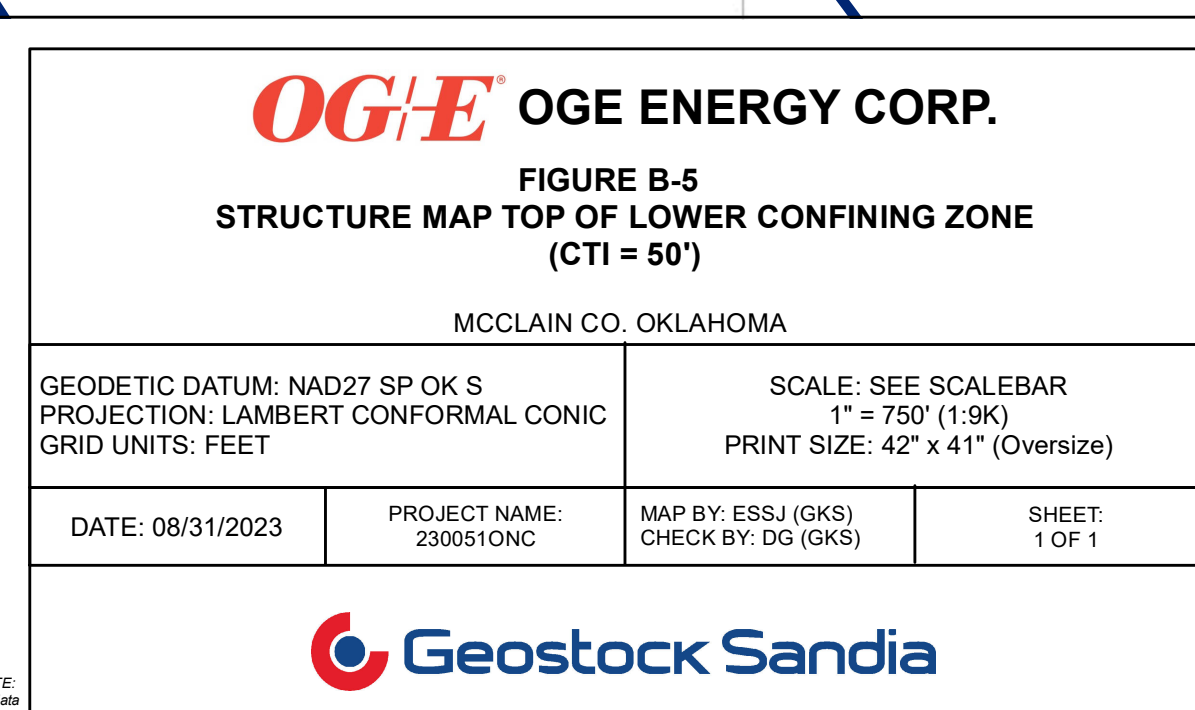 OG+E® OGE ENERGY CORP.
FIGURE B-5
STRUCTURE MAP TOP OF LOWER CONFINING ZONE
(CTI = 50')
MCCLAIN CO. OKLAHOMA
GEODETIC DATUM: NAD27 SP OK S
PROJECTION: LAMBERT CONFORMAL CONIC
GRID UNITS: FEET
SCALE: SEE SCALEBAR
1" = 750' (1:9K)
PRINT SIZE: 42" x 41" (Oversize)
DATE: 08/31/2023
PROJECT NAME:
230051ONC
MAP BY: ESSJ (GKS)
CHECK BY: DG (GKS)
SHEET:
1 OF 1
Geostock Sandia